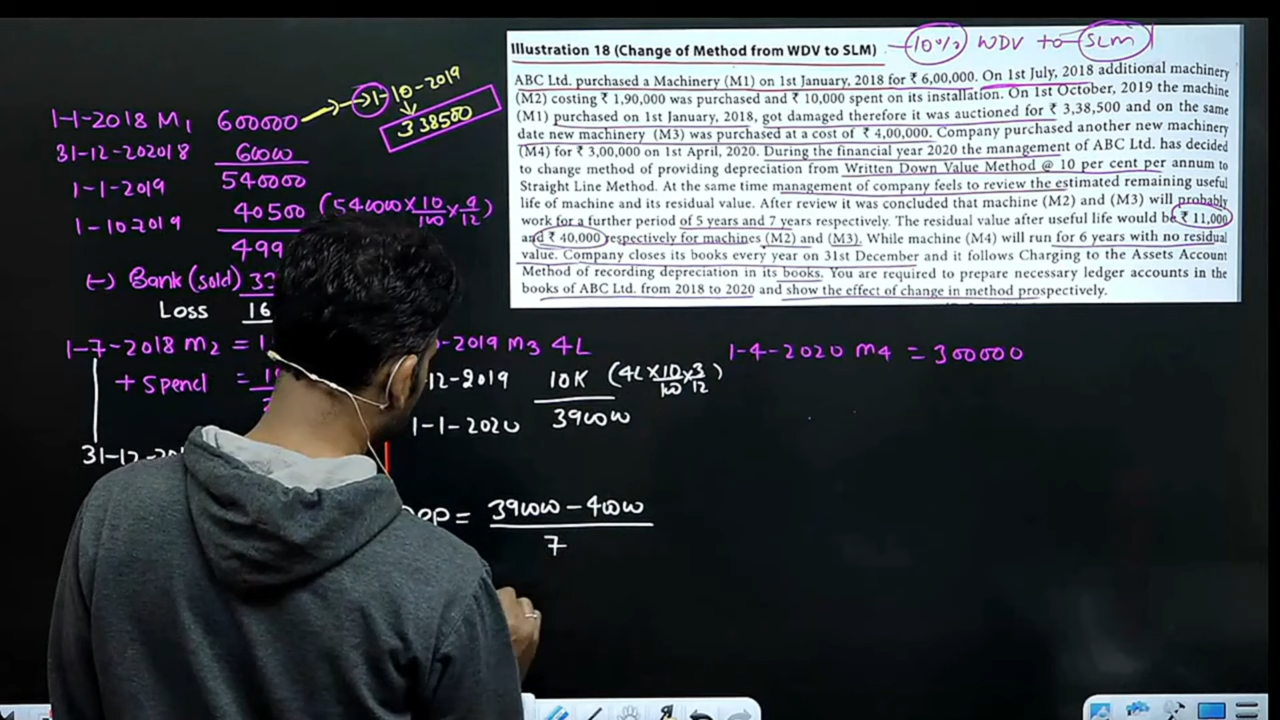 Illustration 18 (Change of Method from WDV to SLM) 10% WDV to SLM
ABC Ltd. purchased a Machinery (M1) on 1st January, 2018 for ₹ 6,00,000. On 1st July, 2018 additional machinery
(M2) costing ₹ 1,90,000 was purchased and ₹ 10,000 spent on its installation. On 1st October, 2019 the machine
(M1) purchased on 1st January, 2018, got damaged therefore it was auctioned for ₹ 3,38,500 and on the same
date new machinery (M3) was purchased at a cost of ₹ 4,00,000. Company purchased another new machinery
(M4) for ₹ 3,00,000 on 1st April, 2020. During the financial year 2020 the management of ABC Ltd. has decided
to change method of providing depreciation from Written Down Value Method @ 10 per cent per annum to
Straight Line Method. At the same time management of company feels to review the estimated remaining useful
life of machine and its residual value. After review it was concluded that machine (M2) and (M3) will probably
work for a further period of 5 years and 7 years respectively. The residual value after useful life would be ₹ 11,000
and ₹ 40,000 respectively for machines (M2) and (M3). While machine (M4) will run for 6 years with no residual
value. Company closes its books every year on 31st December and it follows Charging to the Assets Account
Method of recording depreciation in its books. You are required to prepare necessary ledger accounts in the
books of ABC Ltd. from 2018 to 2020 and show the effect of change in method prospectively.
1-10-2019
338500
1-1-2018 M1 600000
31-12-202018 60000
1-1-2019 540000
1-10-2019 40500 (540000 × 10/100 × 9/12)
499
(-) Bank (sold) 33
Loss 16
1-7-2018 M2 = 1
+ Spend = 10
31-12-201
-2019 M3 4L
12-2019 10K (4L × 10/100 × 3/12)
1-1-2020 390000
= 390000 - 40000
7
1-4-2020 M4 = 300000